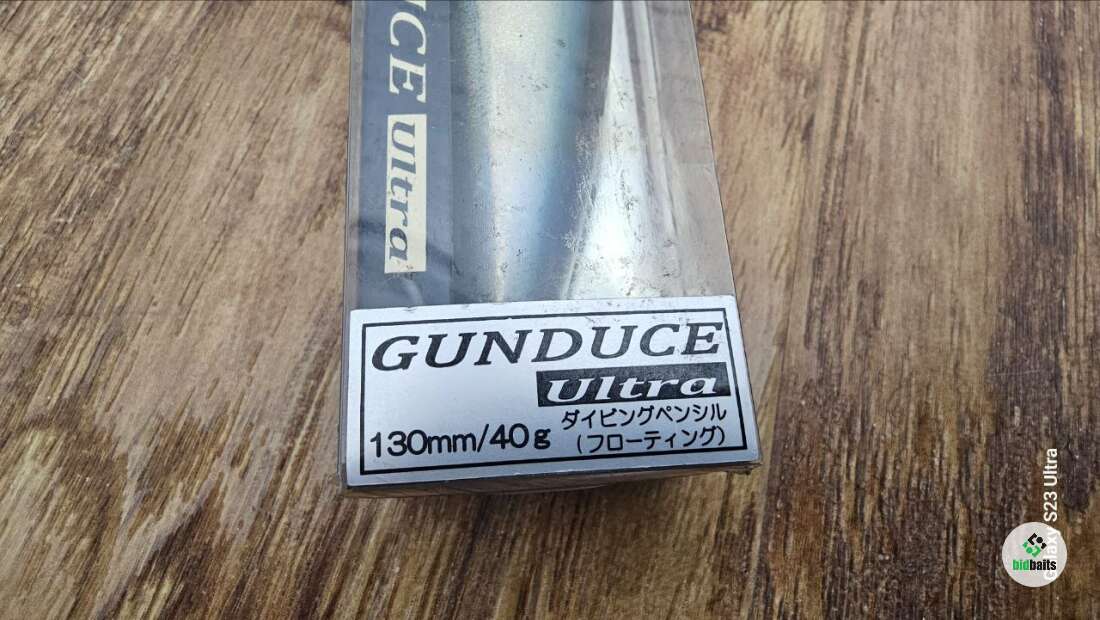 UCE Ultra
GUNDUCE
Ultra
ダイビングペンシル
130mm/40g
(フローティング)
Galaxy S23 Ultra
bidbaits